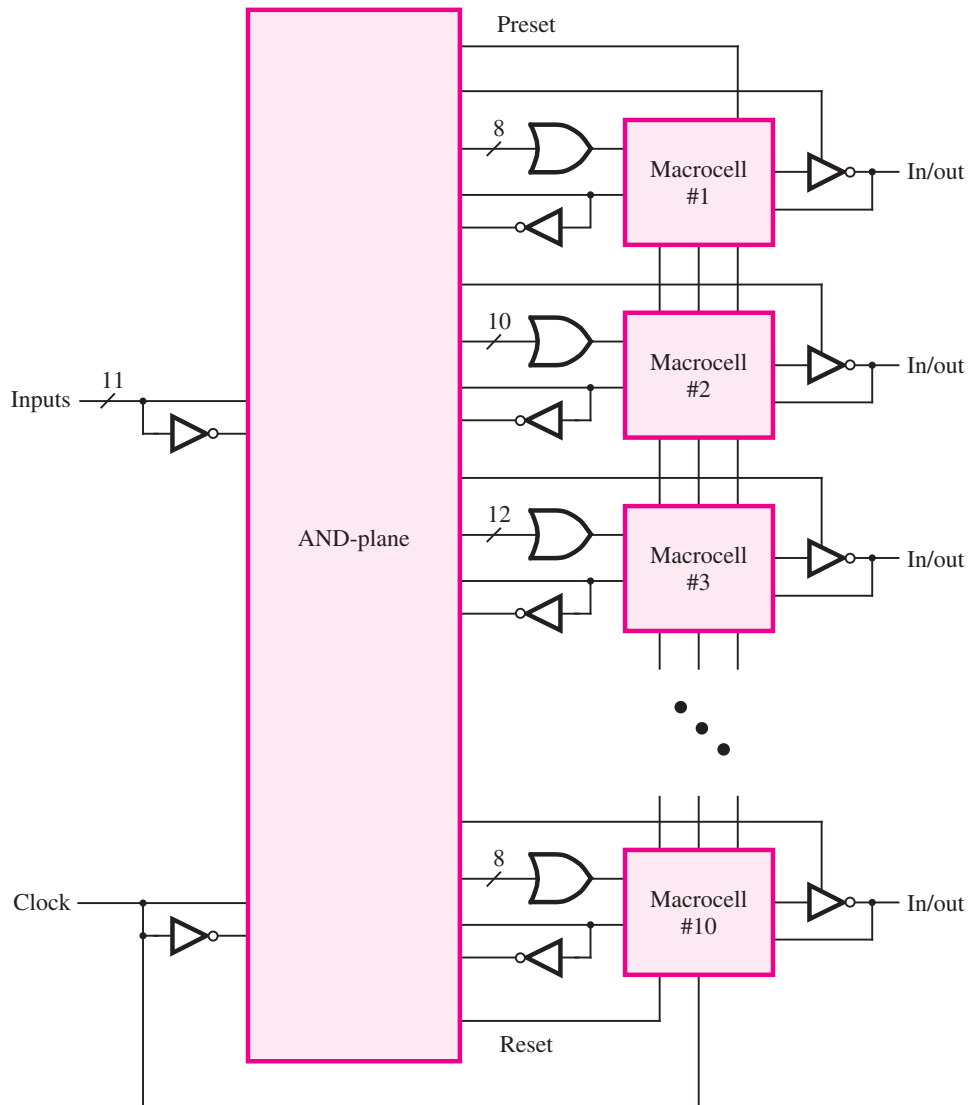 Preset
8
Macrocell
#1
In/out
10
Macrocell
#2
In/out
11
Inputs
12
AND-plane
Macrocell
#3
In/out
8
Macrocell
#10
In/out
Clock
Reset